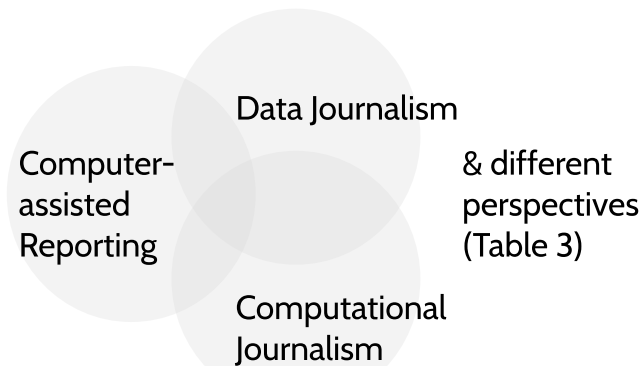 Data Journalism
Computer-
assisted
Reporting
& different
perspectives
(Table 3)
Computational
Journalism